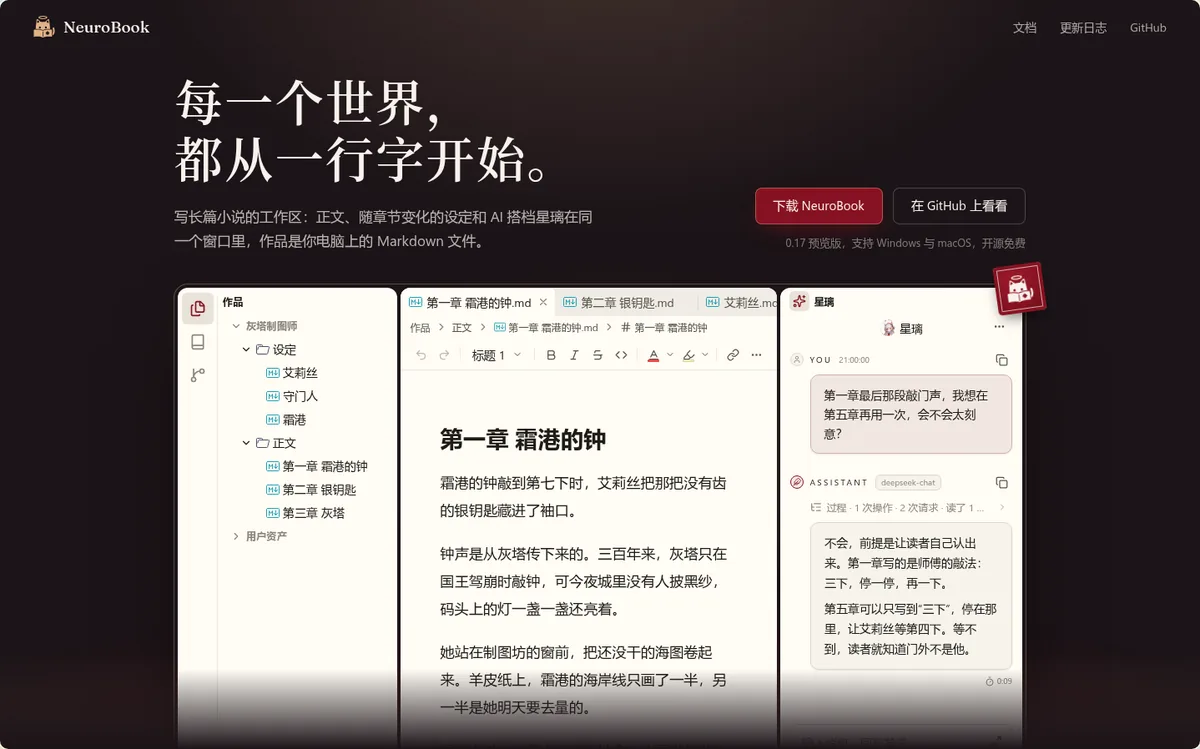 NeuroBook
文档
更新日志
GitHub
每一个世界，
都从一行字开始。
写长篇小说的工作区：正文、随章节变化的设定和 AI 搭档星璃在同
一个窗口里，作品是你电脑上的 Markdown 文件。
下载 NeuroBook
在 GitHub 上看看
0.17 预览版，支持 Windows 与 macOS，开源免费
作品
灰塔制图师
设定
艾莉丝
守门人
霜港
正文
第一章 霜港的钟
第二章 银钥匙
第三章 灰塔
用户资产
第一章 霜港的钟.md
第二章 银钥匙.md
艾莉丝.md
作品 > 正文 > 第一章 霜港的钟.md > # 第一章 霜港的钟
标题 1
第一章 霜港的钟
霜港的钟敲到第七下时，艾莉丝把那把没有齿
的银钥匙藏进了袖口。
钟声是从灰塔传下来的。三百年来，灰塔只在
国王驾崩时敲钟，可今夜城里没有人披黑纱，
码头上的灯一盏一盏还亮着。
她站在制图坊的窗前，把还没干的海图卷起
来。羊皮纸上，霜港的海岸线只画了一半，另
一半是她明天要去量的。
星璃
星璃
YOU 21:00:00
第一章最后那段敲门声，我想在
第五章再用一次，会不会太刻
意？
ASSISTANT deepseek-chat
过程 · 1 次操作 · 2 次请求 · 读了 1 ...
不会，前提是让读者自己认出
来。第一章写的是师傅的敲法：
三下，停一停，再一下。
第五章可以只写到“三下”，停在那
里，让艾莉丝等第四下。等不
到，读者就知道门外不是他。
0:09